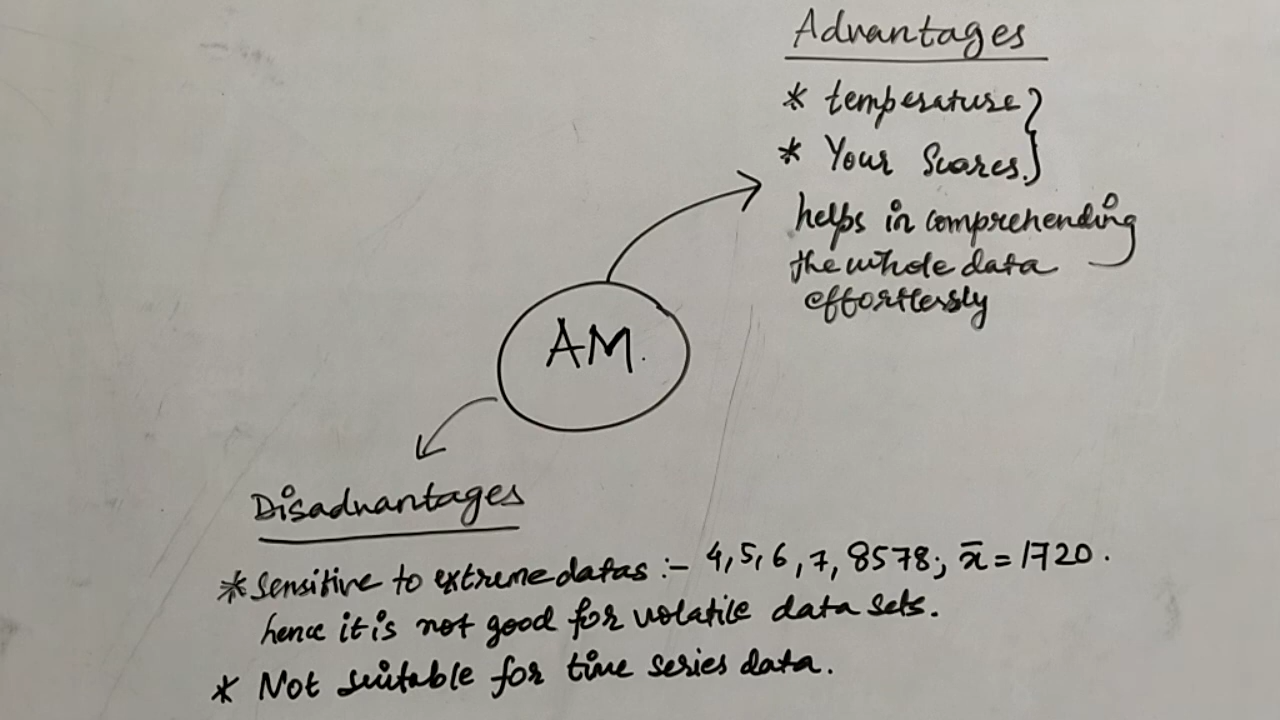 Advantages
* temperature }
* Your Scores. }
helps in comprehending
the whole data
effortlessly
AM.
Disadvantages
* Sensitive to extreme datas :- 4, 5, 6, 7, 8578; x̄ = 1720.
hence it is not good for volatile data sets.
* Not suitable for time series data.